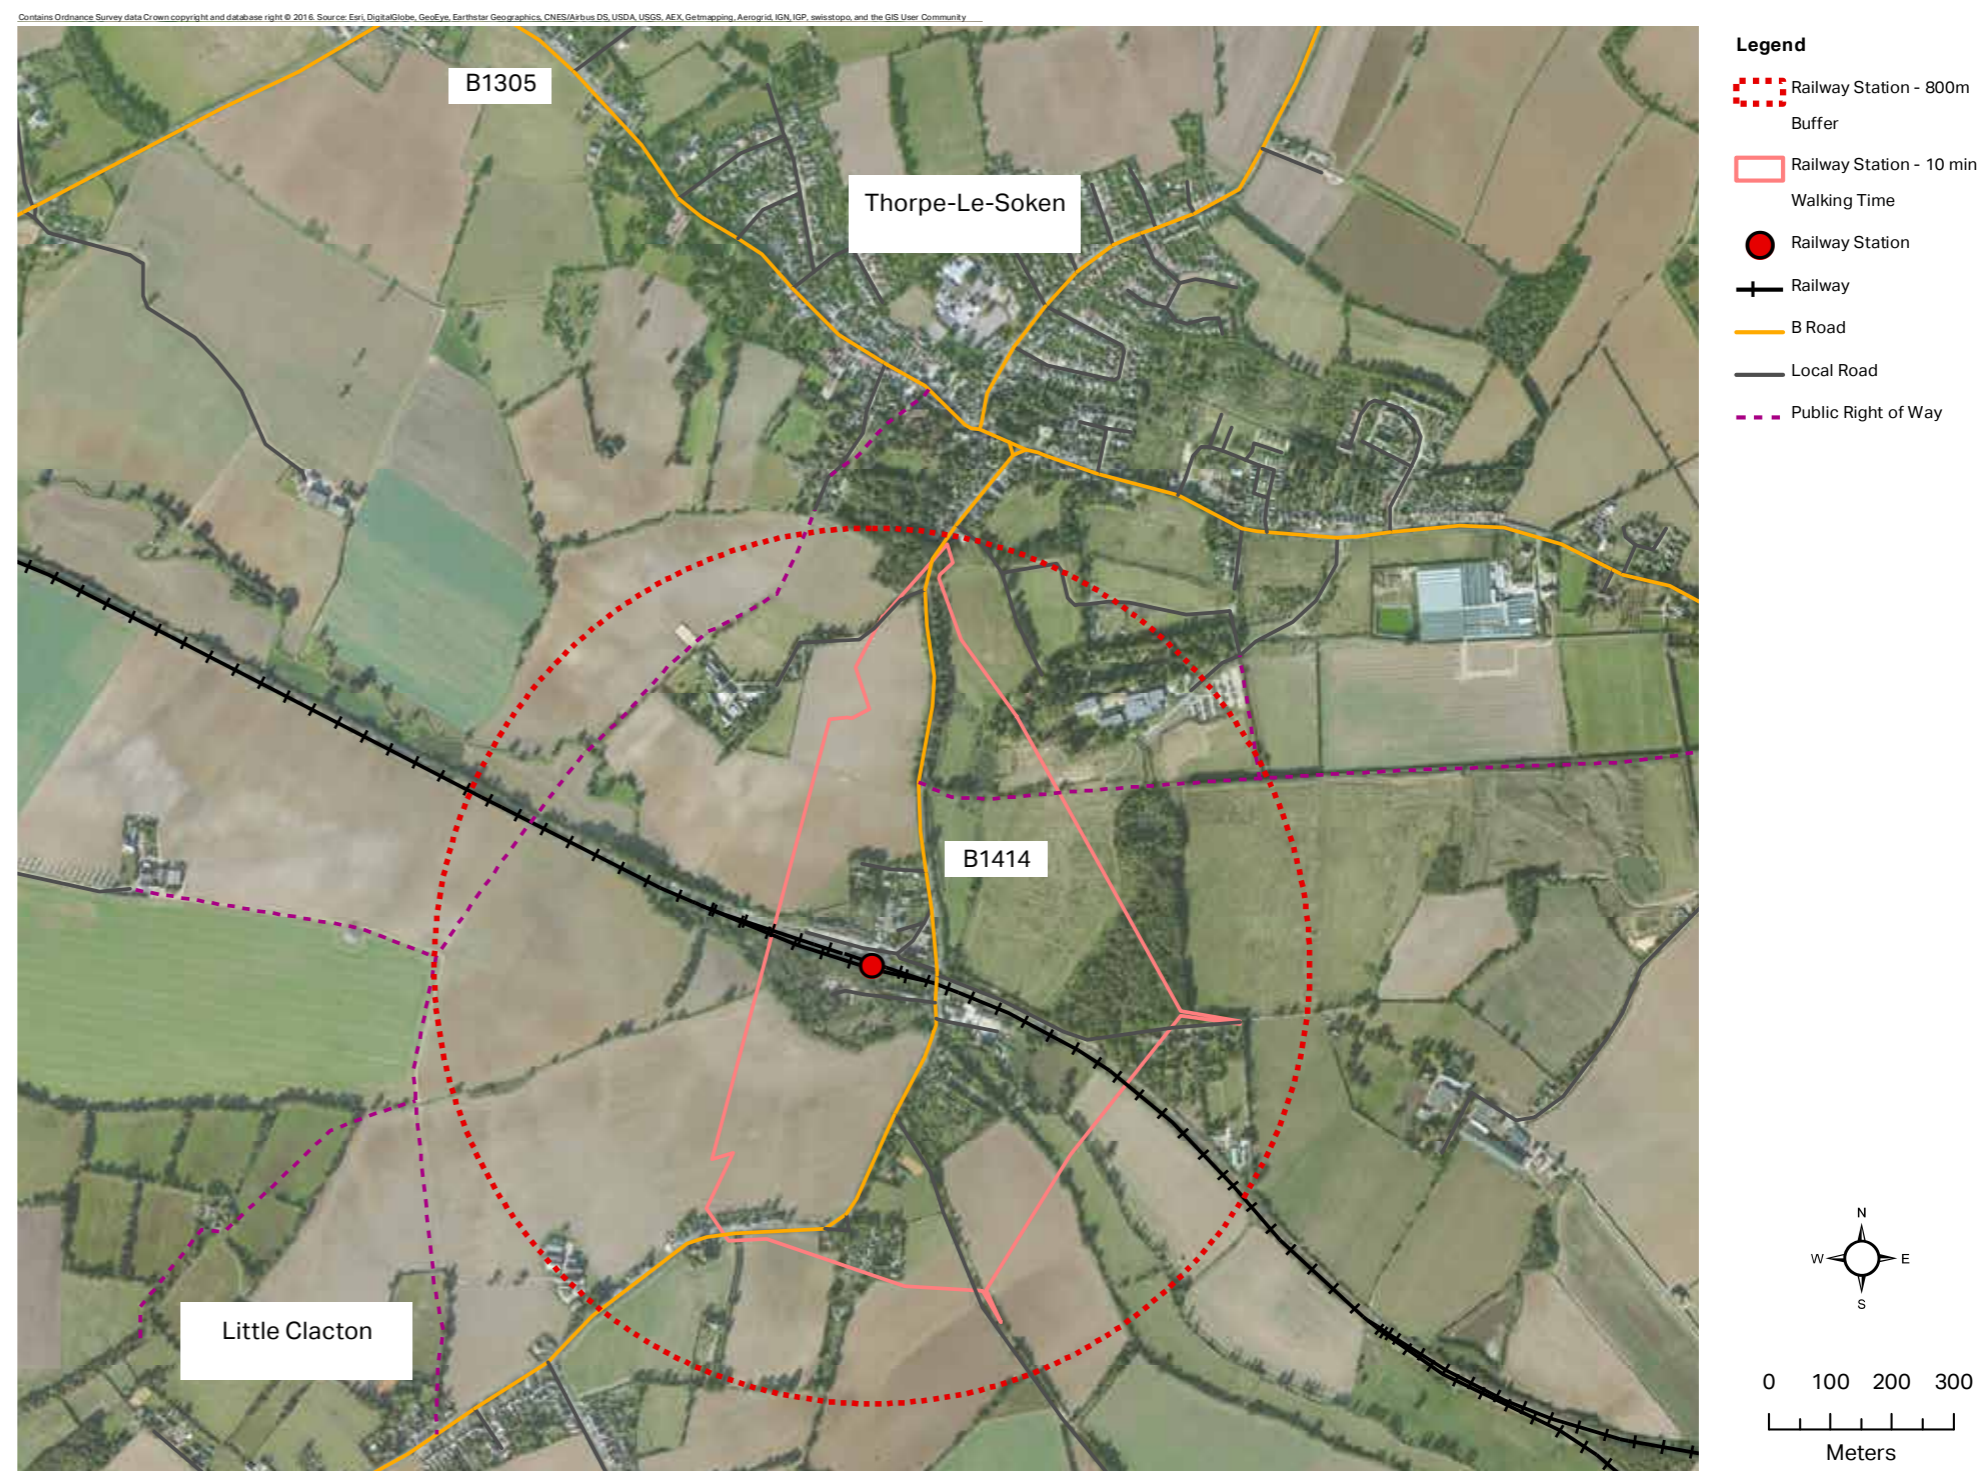 Contains Ordnance Survey data Crown copyright and database right © 2016. Source: Esri, DigitalGlobe, GeoEye, Earthstar Geographics, CNES/Airbus DS, USDA, USGS, AEX, Getmapping, Aerogrid, IGN, IGP, swisstopo, and the GIS User Community
B1305
Thorpe-Le-Soken
B1414
Little Clacton
Legend
Railway Station - 800m
Buffer
Railway Station - 10 min
Walking Time
Railway Station
Railway
B Road
Local Road
Public Right of Way
N
W E
S
0 100 200 300
Meters